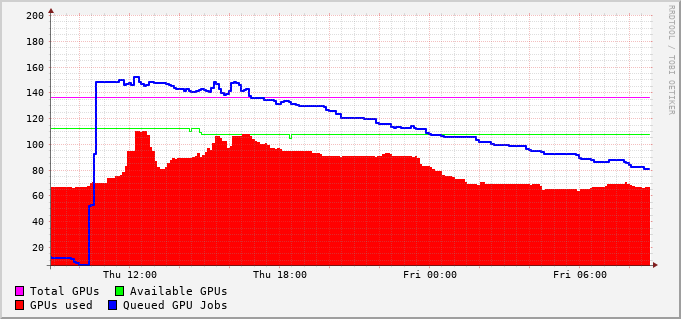 200
180
160
140
120
100
80
60
40
20
Thu 12:00 Thu 18:00 Fri 00:00 Fri 06:00
Total GPUs Available GPUs
GPUs used Queued GPU Jobs
RRDTOOL / TOBI OETIKER